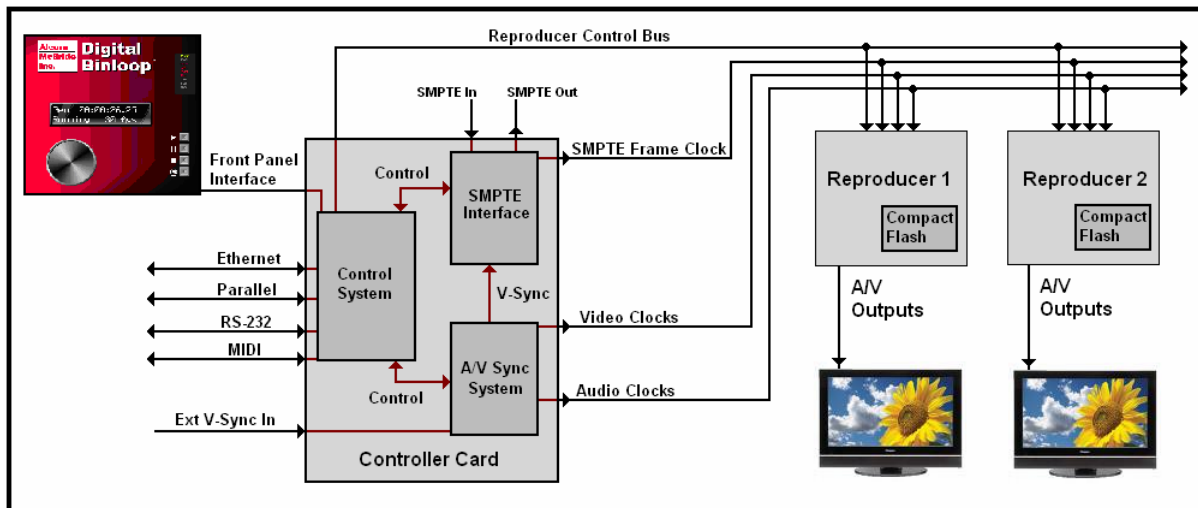 Alcorn
McBride
Inc.
Digital
Binloop
Running
Reproducer Control Bus
SMPTE In
SMPTE Out
Front Panel
Interface
Control
SMPTE
Interface
SMPTE Frame Clock
Reproducer 1
Compact
Flash
Reproducer 2
Compact
Flash
Ethernet
Parallel
RS-232
MIDI
Control
System
V-Sync
A/V Sync
System
Control
Video Clocks
Audio Clocks
A/V
Outputs
A/V
Outputs
Ext V-Sync In
Controller Card